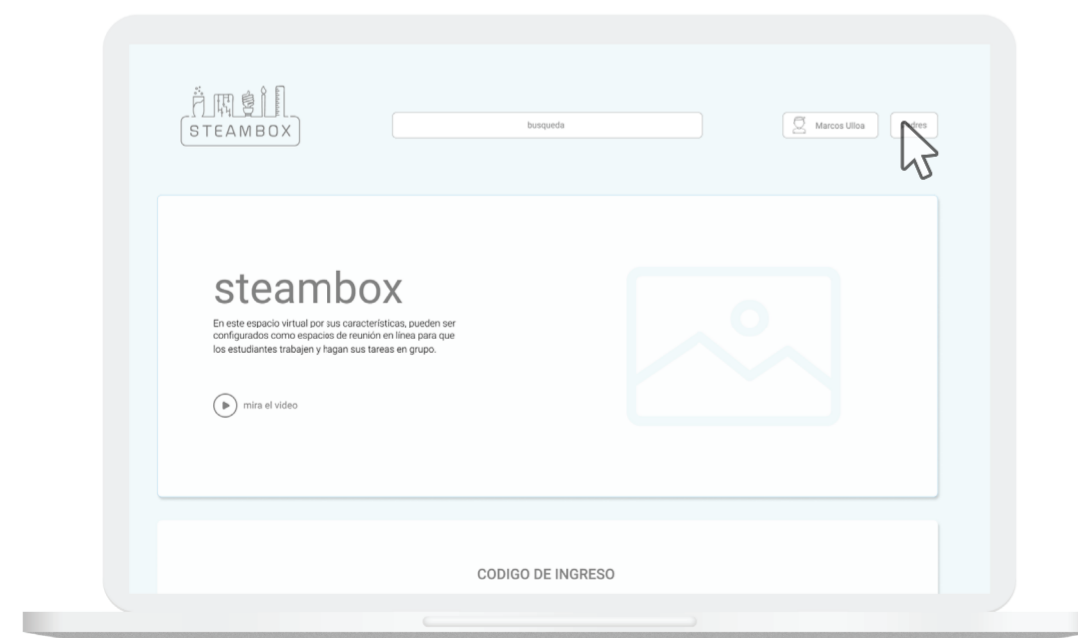 STEAMBOX
busqueda
Marcos Ulloa
steambox
En este espacio virtual por sus características, pueden ser
configurados como espacios de reunión en línea para que
los estudiantes trabajen y hagan sus tareas en grupo.
mira el video
CODIGO DE INGRESO